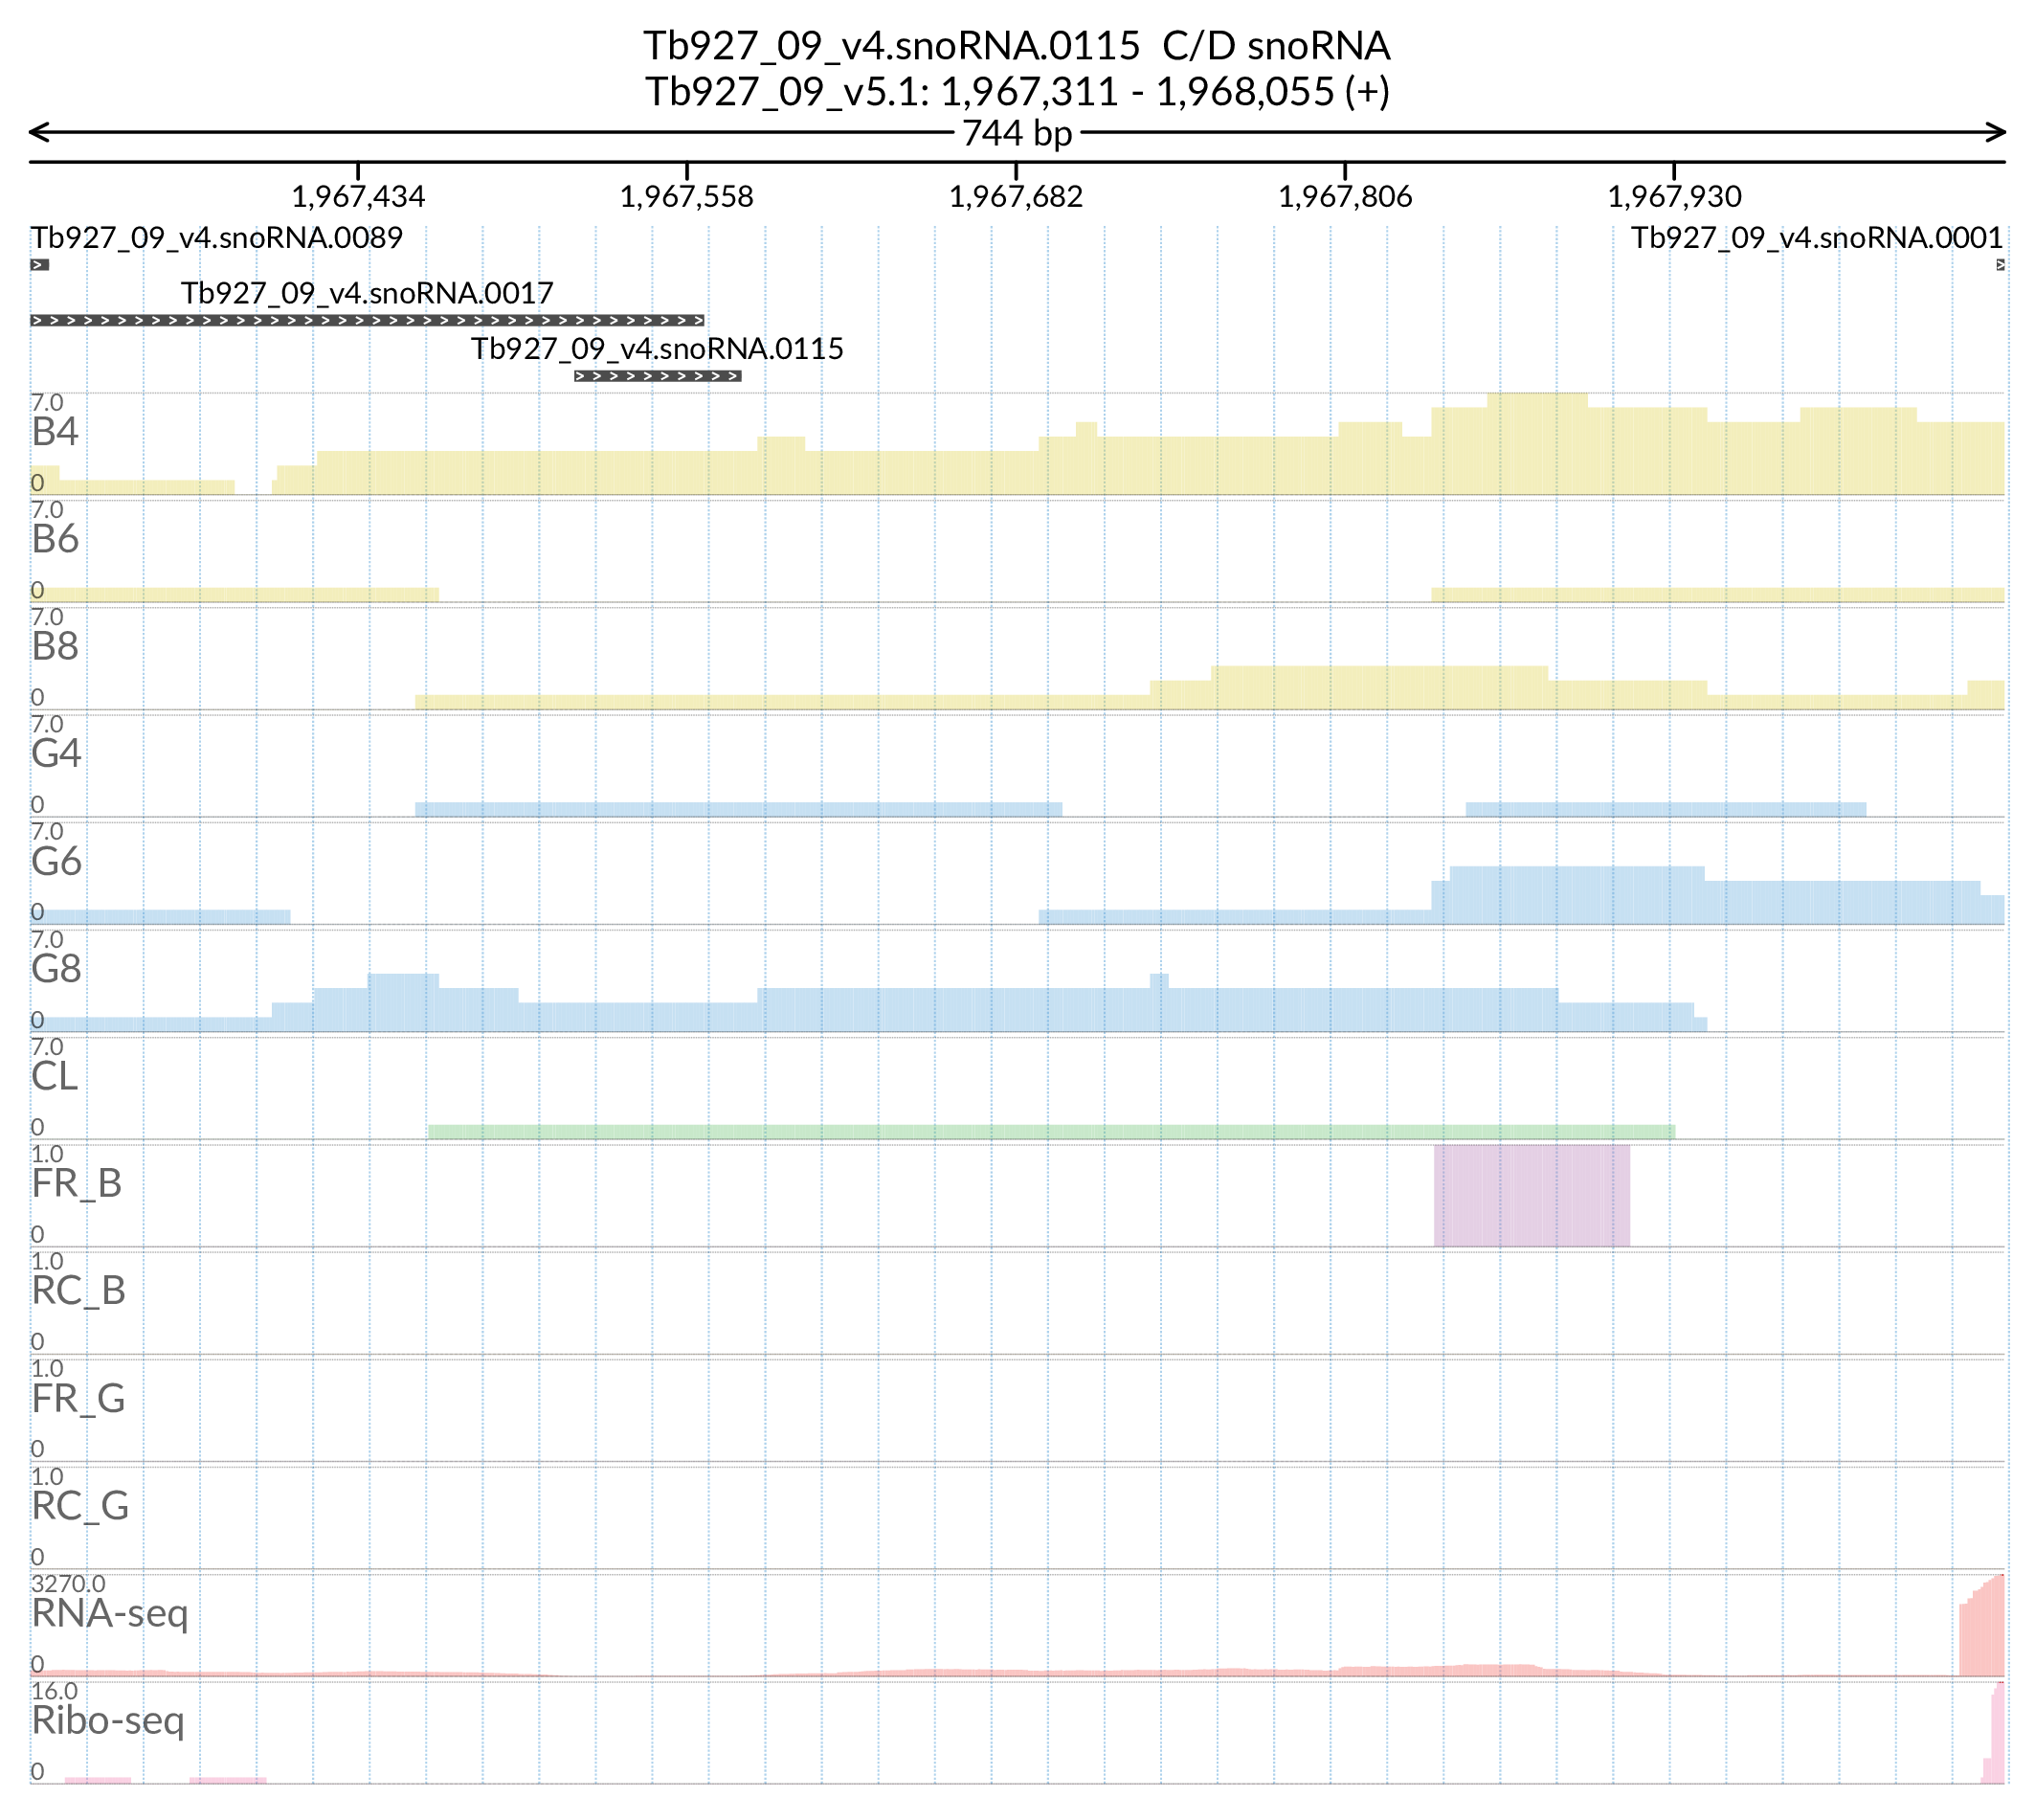 Tb927_09_v4.snoRNA.0115 C/D snoRNA
Tb927_09_v5.1: 1,967,311 - 1,968,055 (+)
744 bp
1,967,434 1,967,558 1,967,682 1,967,806 1,967,930
Tb927_09_v4.snoRNA.0089 Tb927_09_v4.snoRNA.0001
Tb927_09_v4.snoRNA.0017
Tb927_09_v4.snoRNA.0115
7.0
B4
0
7.0
B6
0
7.0
B8
0
7.0
G4
0
7.0
G6
0
7.0
G8
0
7.0
CL
0
1.0
FR_B
0
1.0
RC_B
0
1.0
FR_G
0
1.0
RC_G
0
3270.0
RNA-seq
0
16.0
Ribo-seq
0